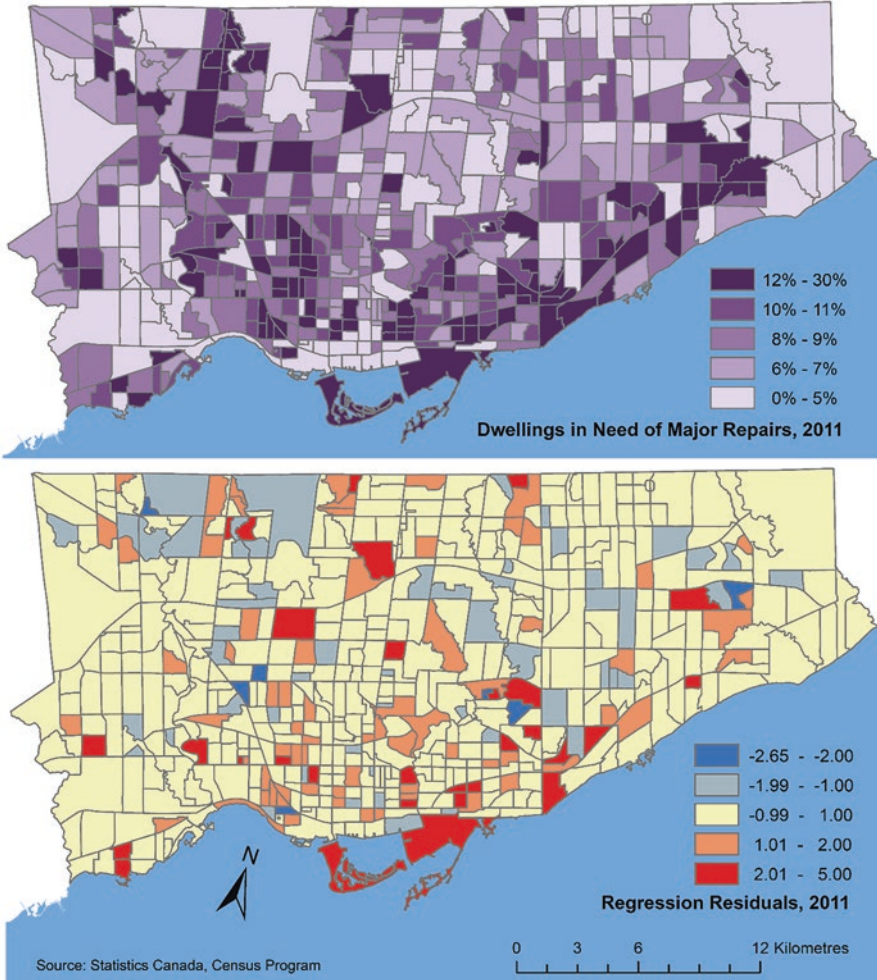 12% - 30%
10% - 11%
8% - 9%
6% - 7%
0% - 5%
Dwellings in Need of Major Repairs, 2011
-2.65 - -2.00
-1.99 - -1.00
-0.99 - 1.00
1.01 - 2.00
2.01 - 5.00
Regression Residuals, 2011
N
Source: Statistics Canada, Census Program
0 3 6 12 Kilometres